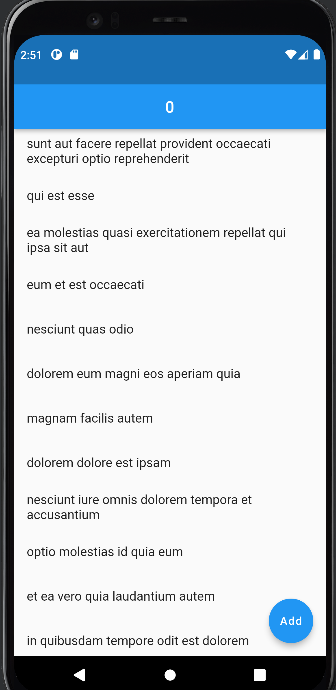 2:51
0
sunt aut facere repellat provident occaecati
excepturi optio reprehenderit
qui est esse
ea molestias quasi exercitationem repellat qui
ipsa sit aut
eum et est occaecati
nesciunt quas odio
dolorem eum magni eos aperiam quia
magnam facilis autem
dolorem dolore est ipsam
nesciunt iure omnis dolorem tempora et
accusantium
optio molestias id quia eum
et ea vero quia laudantium autem
Add
in quibusdam tempore odit est dolorem